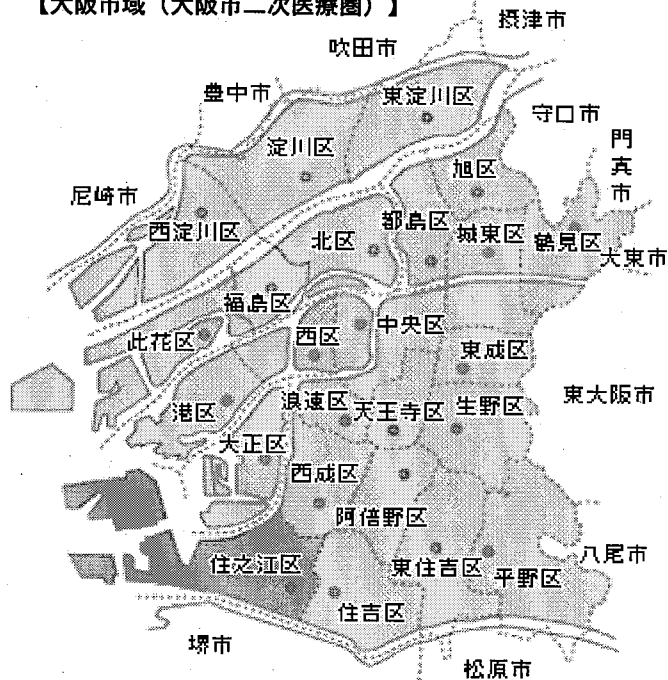 【大阪市域（大阪市二次医療圏）】
摂津市
吹田市
東淀川区
豊中市
守口市
門真市
淀川区
旭区
尼崎市
西淀川区
北区
都島区
城東区
鶴見区
大東市
福島区
此花区
西区
中央区
東成区
東大阪市
港区
浪速区
天王寺区
生野区
大正区
西成区
阿倍野区
住之江区
東住吉区
平野区
八尾市
住吉区
堺市
松原市